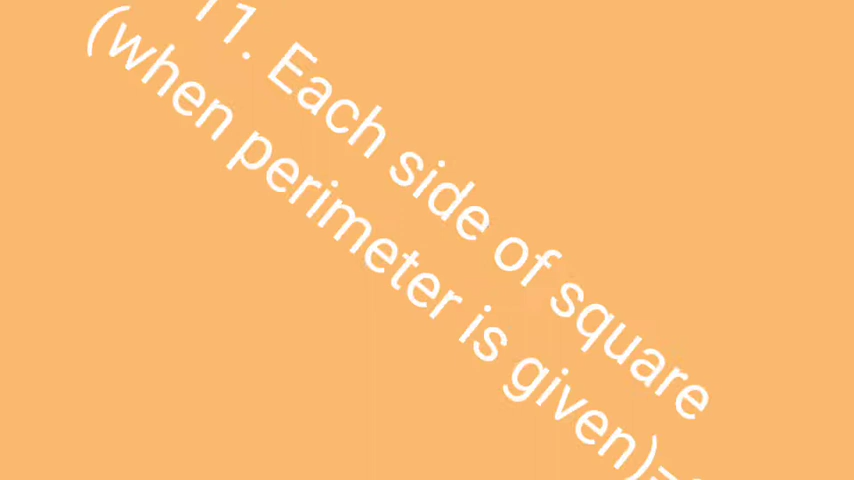 11. Each side of square
(when perimeter is given)=